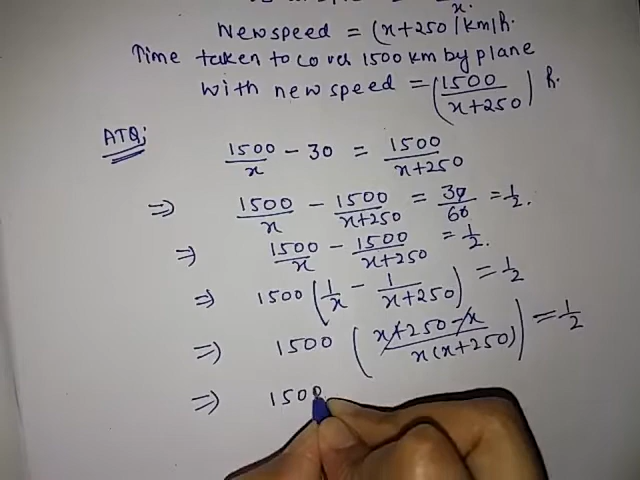 x.
New speed = (x+250) km/h.
Time taken to cover 1500 km by plane
with new speed = (1500/(x+250)) h.
ATQ;
1500/x - 30 = 1500/(x+250)
⇒ 1500/x - 1500/(x+250) = 30/60 = 1/2.
⇒ 1500/x - 1500/(x+250) = 1/2.
⇒ 1500 (1/x - 1/(x+250)) = 1/2
⇒ 1500 ((x+250-x)/(x(x+250))) = 1/2
⇒ 1500